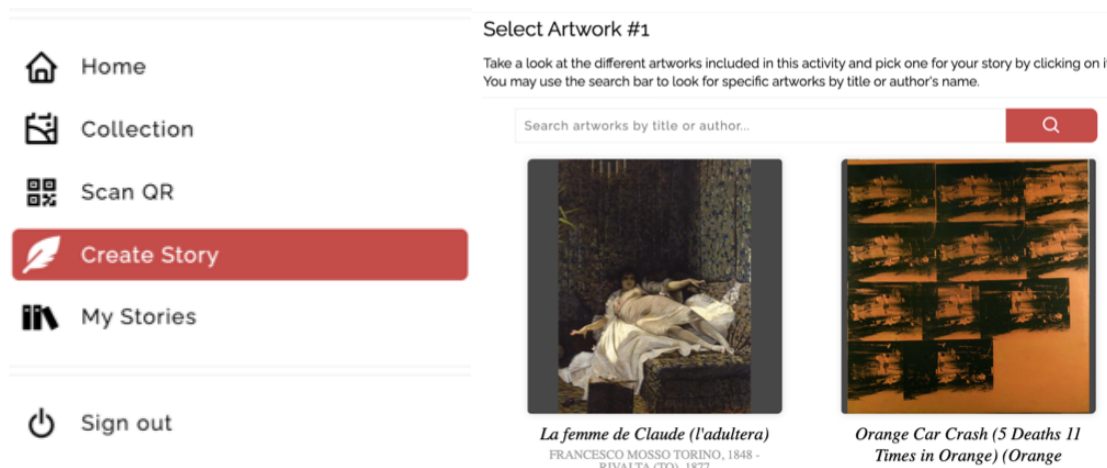 Home
Collection
Scan QR
Create Story
My Stories
Sign out
Select Artwork #1
Take a look at the different artworks included in this activity and pick one for your story by clicking on i
You may use the search bar to look for specific artworks by title or author's name.
Search artworks by title or author...
La femme de Claude (l'adultera)
FRANCESCO MOSSO TORINO, 1848 -
RIVALTA (TO), 1877
Orange Car Crash (5 Deaths 11
Times in Orange) (Orange